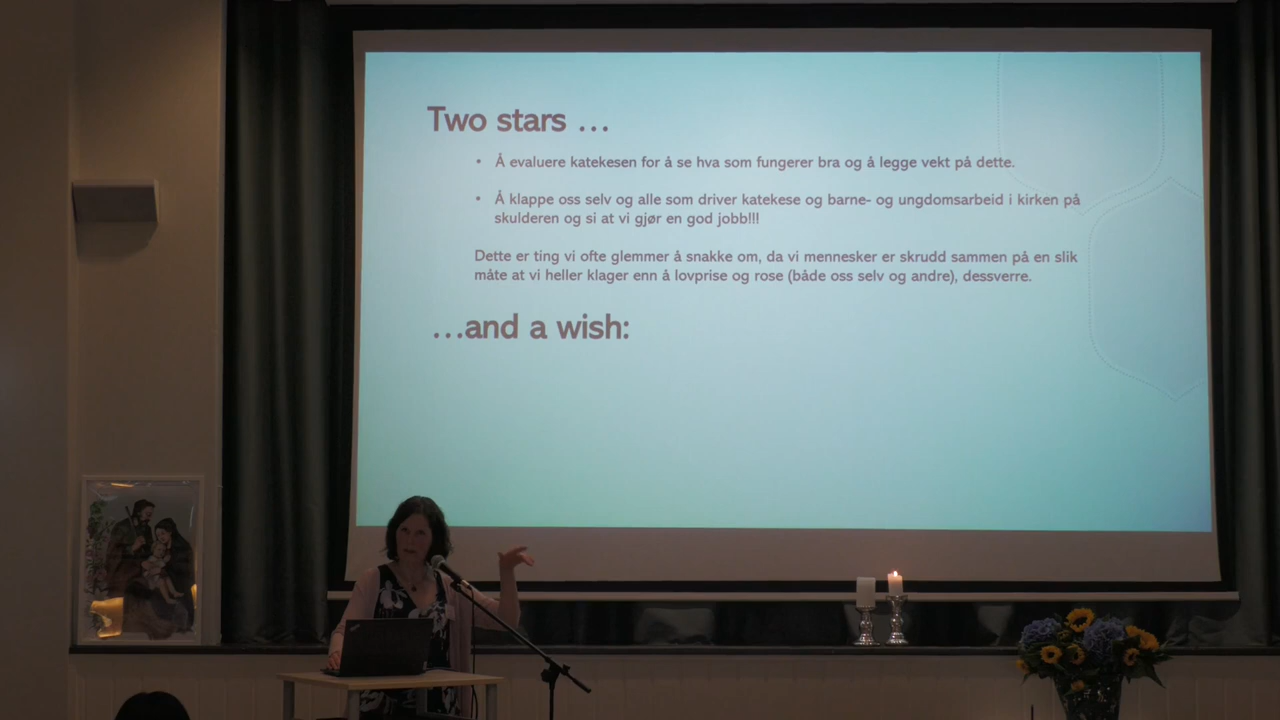 Two stars …
• Å evaluere katekesen for å se hva som fungerer bra og å legge vekt på dette.
• Å klappe oss selv og alle som driver katekese og barne- og ungdomsarbeid i kirken på
skulderen og si at vi gjør en god jobb!!!
Dette er ting vi ofte glemmer å snakke om, da vi mennesker er skrudd sammen på en slik
måte at vi heller klager enn å lovprise og rose (både oss selv og andre), dessverre.
…and a wish: